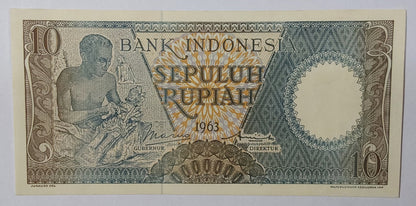 10
BANK INDONESIA
SEPULUH
RUPIAH
1963
GUBERNUR
DIREKTUR
10